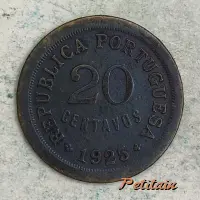 REPUBLICA PORTUGUESA
20
CENTAVOS
1925
Petitain